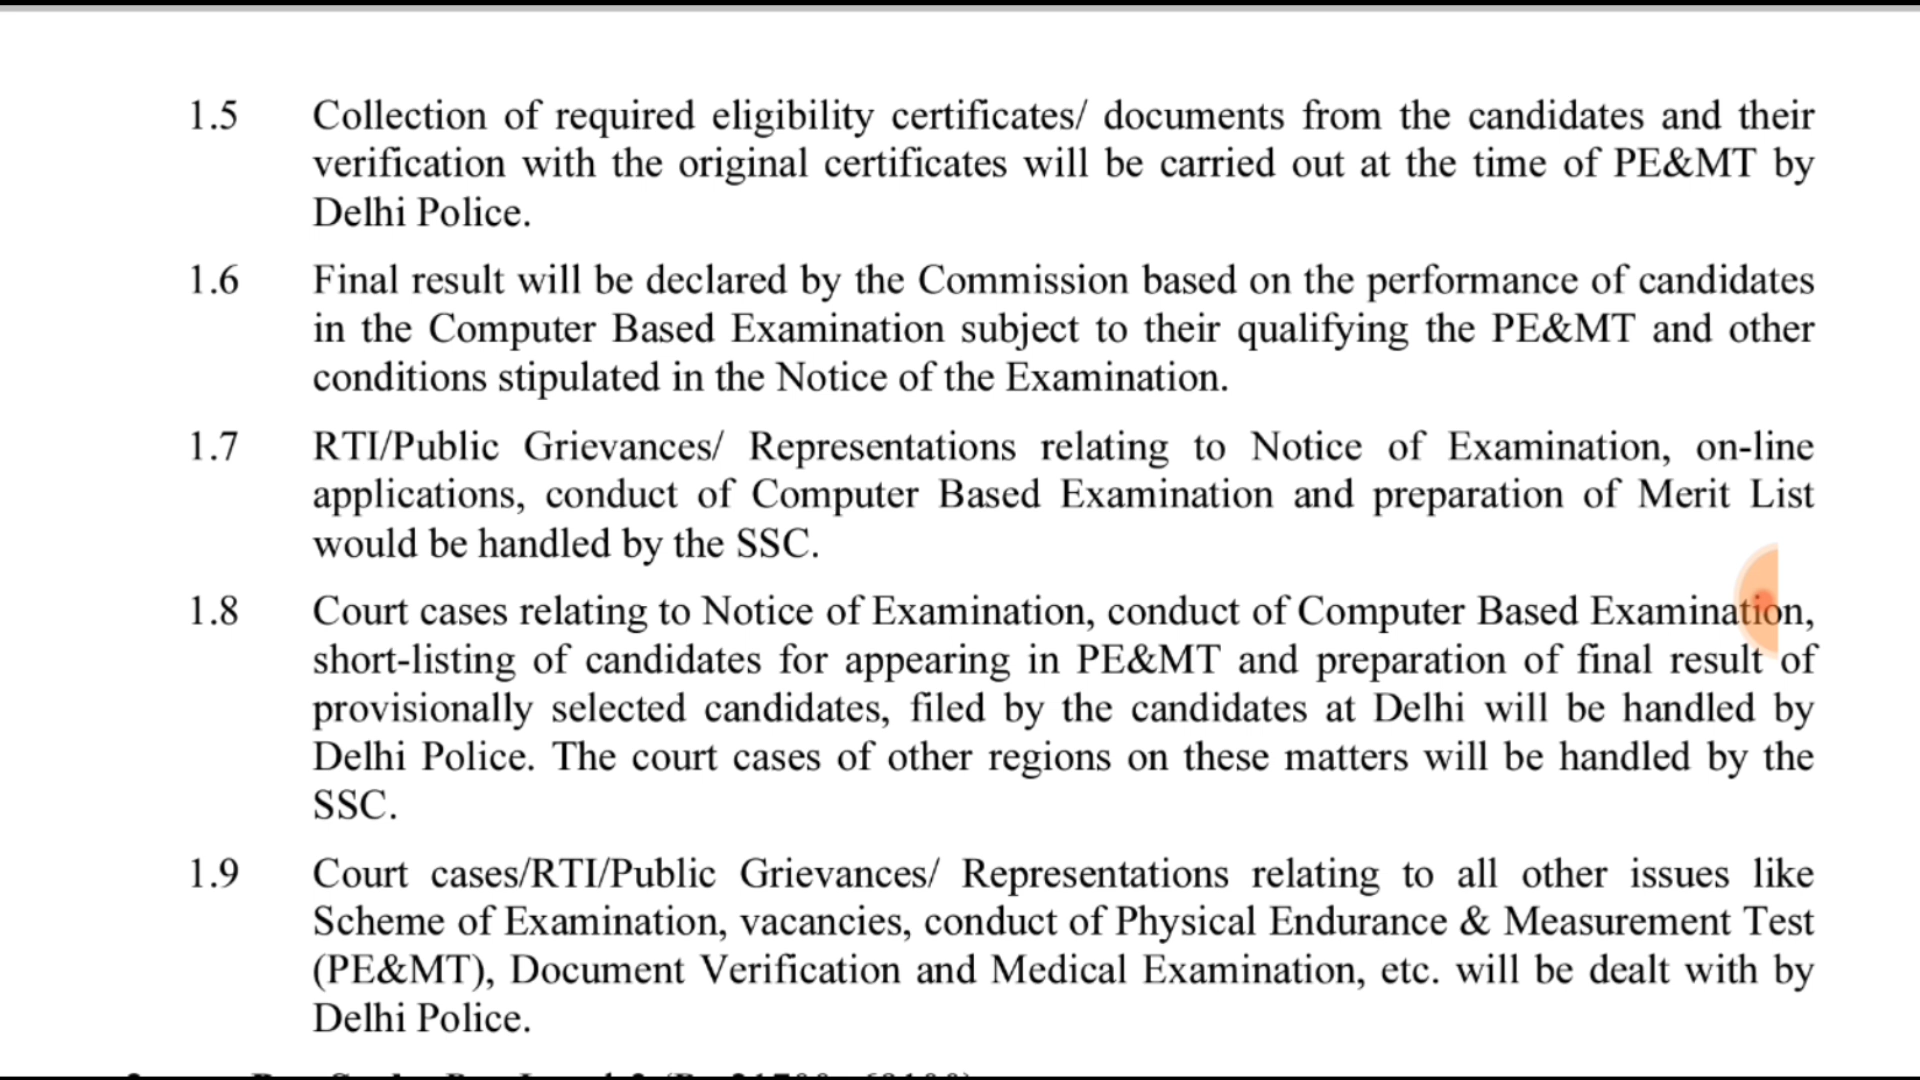 1.5 Collection of required eligibility certificates/ documents from the candidates and their
verification with the original certificates will be carried out at the time of PE&MT by
Delhi Police.
1.6 Final result will be declared by the Commission based on the performance of candidates
in the Computer Based Examination subject to their qualifying the PE&MT and other
conditions stipulated in the Notice of the Examination.
1.7 RTI/Public Grievances/ Representations relating to Notice of Examination, on-line
applications, conduct of Computer Based Examination and preparation of Merit List
would be handled by the SSC.
1.8 Court cases relating to Notice of Examination, conduct of Computer Based Examination,
short-listing of candidates for appearing in PE&MT and preparation of final result of
provisionally selected candidates, filed by the candidates at Delhi will be handled by
Delhi Police. The court cases of other regions on these matters will be handled by the
SSC.
1.9 Court cases/RTI/Public Grievances/ Representations relating to all other issues like
Scheme of Examination, vacancies, conduct of Physical Endurance & Measurement Test
(PE&MT), Document Verification and Medical Examination, etc. will be dealt with by
Delhi Police.